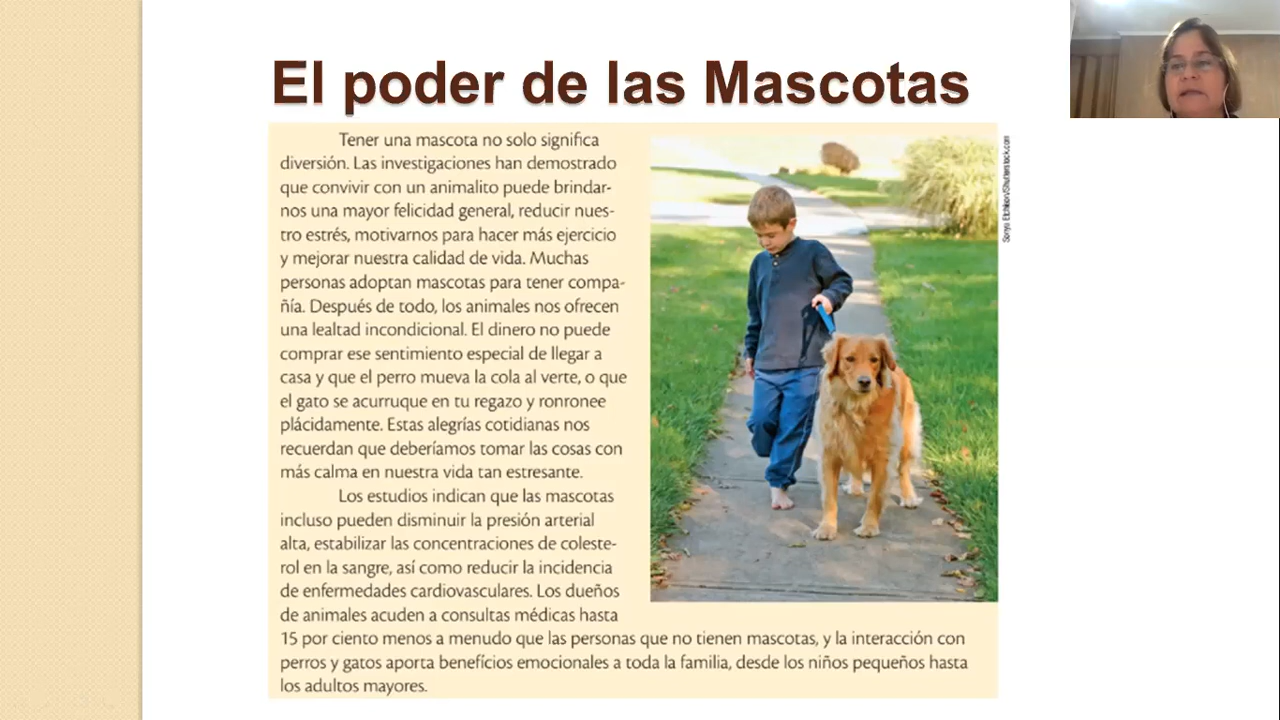 El poder de las Mascotas
Tener una mascota no solo significa
diversión. Las investigaciones han demostrado
que convivir con un animalito puede brindar-
nos una mayor felicidad general, reducir nues-
tro estrés, motivarnos para hacer más ejercicio
y mejorar nuestra calidad de vida. Muchas
personas adoptan mascotas para tener compa-
ñía. Después de todo, los animales nos ofrecen
una lealtad incondicional. El dinero no puede
comprar ese sentimiento especial de llegar a
casa y que el perro mueva la cola al verte, o que
el gato se acurruque en tu regazo y ronronee
plácidamente. Estas alegrías cotidianas nos
recuerdan que deberíamos tomar las cosas con
más calma en nuestra vida tan estresante.
Los estudios indican que las mascotas
incluso pueden disminuir la presión arterial
alta, estabilizar las concentraciones de coleste-
rol en la sangre, así como reducir la incidencia
de enfermedades cardiovasculares. Los dueños
de animales acuden a consultas médicas hasta
15 por ciento menos a menudo que las personas que no tienen mascotas, y la interacción con
perros y gatos aporta beneficios emocionales a toda la familia, desde los niños pequeños hasta
los adultos mayores.
Sonya Etchison/Shutterstock.com